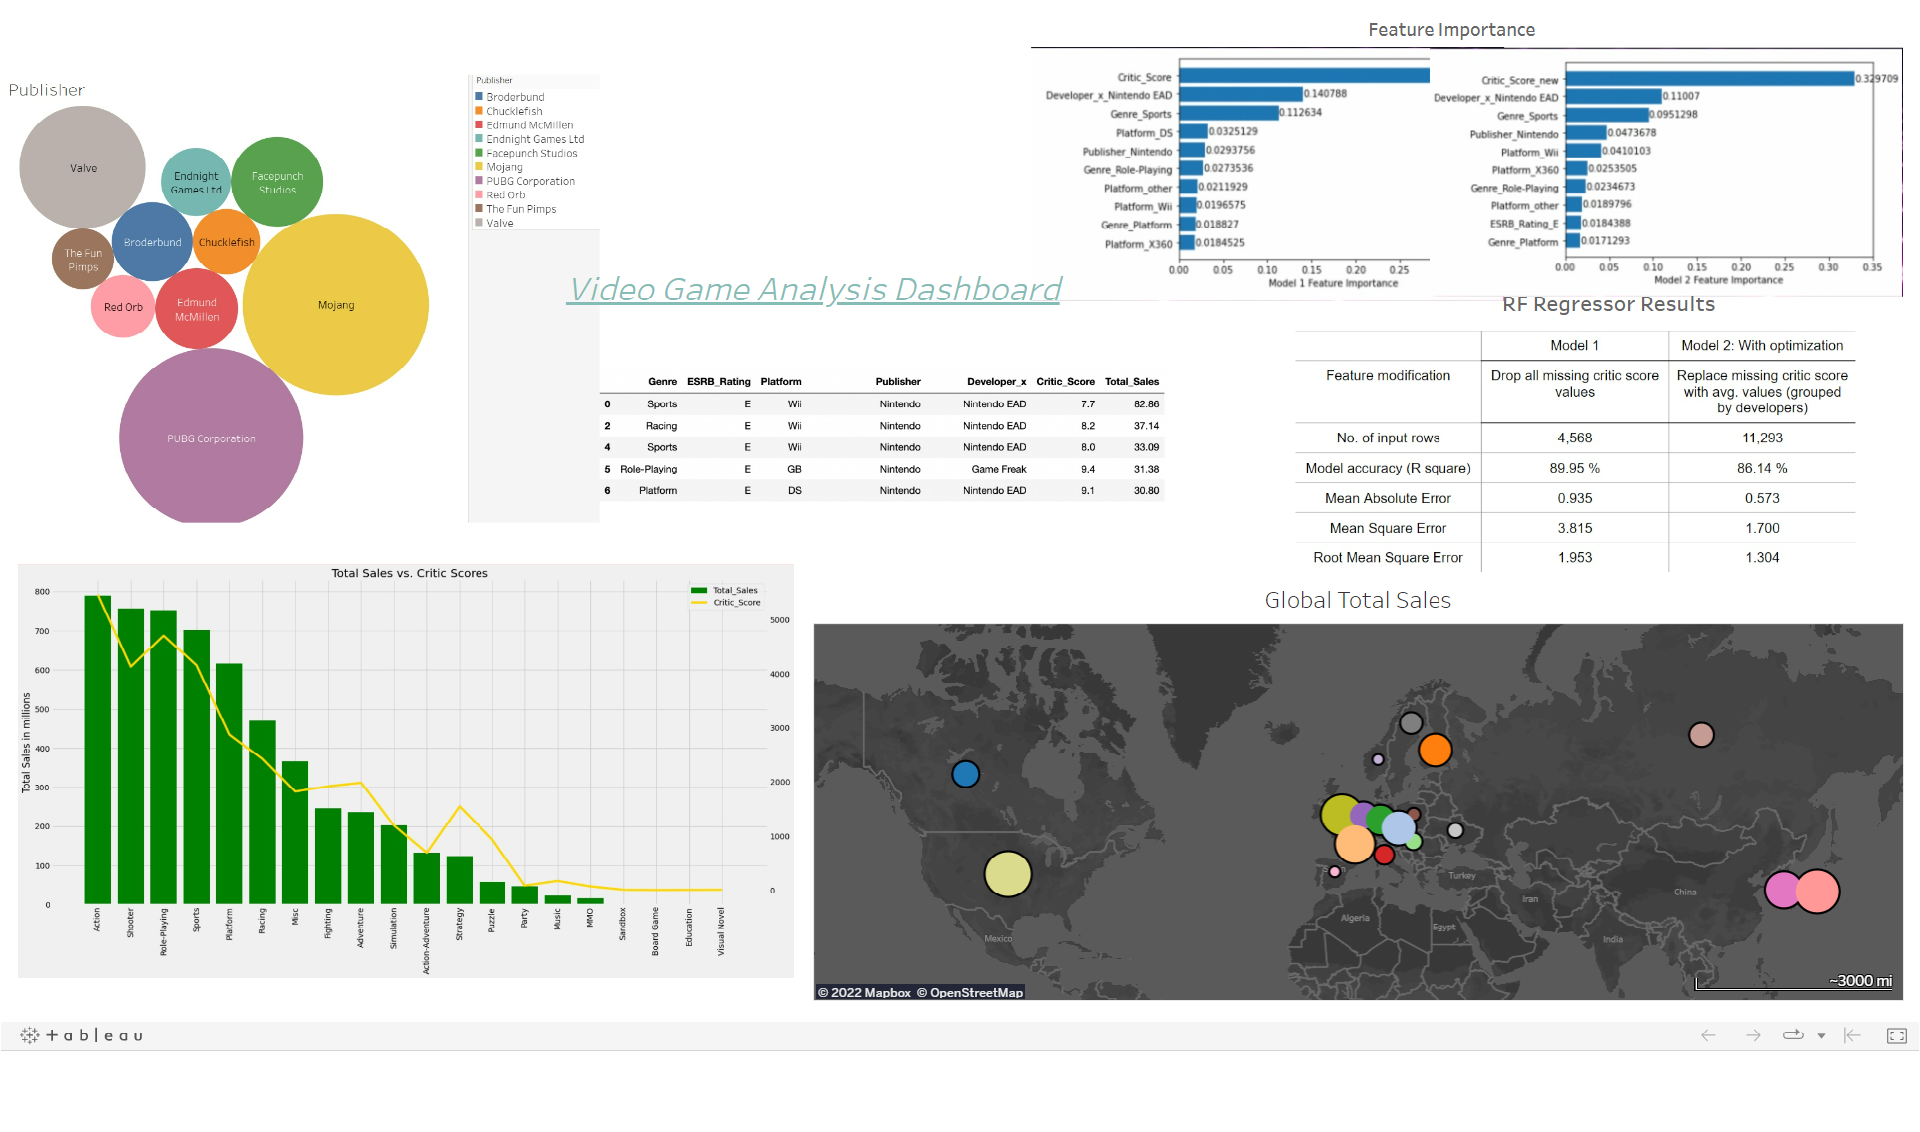 Feature Importance
Critic_Score
Developer_x_Nintendo EAD
0.140788
Genre_Sports
0.112634
Platform_DS
0.0325129
Publisher_Nintendo
0.0293756
Genre_Role-Playing
0.0273536
Platform_other
0.0211929
Platform_Wii
0.0196575
Genre_Platform
0.018827
Platform_X360
0.0184525
0.00 0.05 0.10 0.15 0.20 0.25
Model 1 Feature Importance
Critic_Score_new
0.329709
Developer_x_Nintendo EAD
0.11007
Genre_Sports
0.0951298
Publisher_Nintendo
0.0473678
Platform_Wii
0.0410103
Platform_X360
0.0253505
Genre_Role-Playing
0.0234673
Platform_other
0.0189796
ESRB_Rating_E
0.0184388
Genre_Platform
0.0171293
0.00 0.05 0.10 0.15 0.20 0.25 0.30 0.35
Model 2 Feature Importance
Publisher
Valve
Endnight
Games Ltd
Facepunch
Studios
Broderbund
Chucklefish
The Fun
Pimps
Red Orb
Edmund
McMillen
Mojang
PUBG Corporation
Publisher
Broderbund
Chucklefish
Edmund McMillen
Endnight Games Ltd
Facepunch Studios
Mojang
PUBG Corporation
Red Orb
The Fun Pimps
Valve
Video Game Analysis Dashboard
Genre ESRB_Rating Platform Publisher Developer_x Critic_Score Total_Sales
0 Sports E Wii Nintendo Nintendo EAD 7.7 82.86
2 Racing E Wii Nintendo Nintendo EAD 8.2 37.14
4 Sports E Wii Nintendo Nintendo EAD 8.0 33.09
5 Role-Playing E GB Nintendo Game Freak 9.4 31.38
6 Platform E DS Nintendo Nintendo EAD 9.1 30.80
RF Regressor Results
Model 1 Model 2: With optimization
Feature modification
Drop all missing critic score
values
Replace missing critic score
with avg. values (grouped
by developers)
No. of input rows 4,568 11,293
Model accuracy (R square) 89.95 % 86.14 %
Mean Absolute Error 0.935 0.573
Mean Square Error 3.815 1.700
Root Mean Square Error 1.953 1.304
Total Sales vs. Critic Scores
Total_Sales
Critic_Score
Total Sales in millions
800
700
600
500
400
300
200
100
0
5000
4000
3000
2000
1000
0
Action
Shooter
Role-Playing
Sports
Platform
Racing
Misc
Fighting
Adventure
Simulation
Action-Adventure
Strategy
Puzzle
Party
Music
MMO
Sandbox
Board Game
Education
Visual Novel
Global Total Sales
Turkey
China
Iran
Algeria
Egypt
India
Mexico
~3000 mi
© 2022 Mapbox © OpenStreetMap
+ a b | e a u